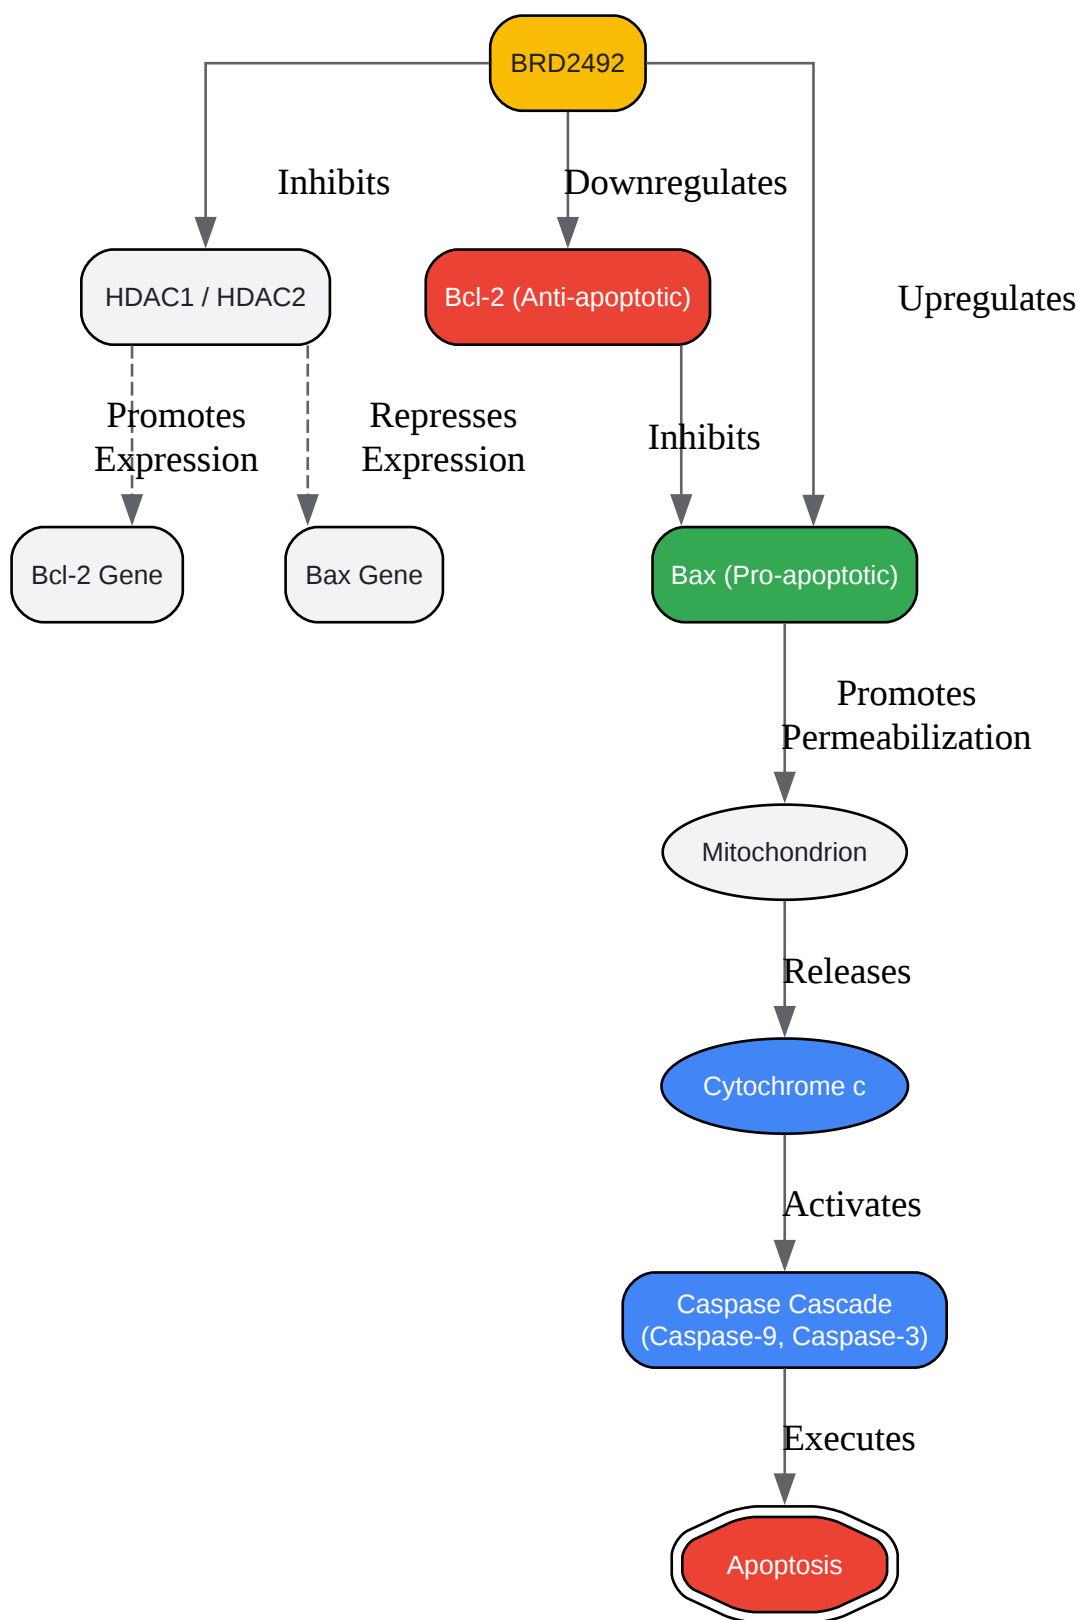 BRD2492
Inhibits
Downregulates
HDAC1 / HDAC2
Bcl-2 (Anti-apoptotic)
Upregulates
Promotes
Expression
Represses
Expression
Inhibits
Bcl-2 Gene
Bax Gene
Bax (Pro-apoptotic)
Promotes
Permeabilization
Mitochondrion
Releases
Cytochrome c
Activates
Caspase Cascade
(Caspase-9, Caspase-3)
Executes
Apoptosis